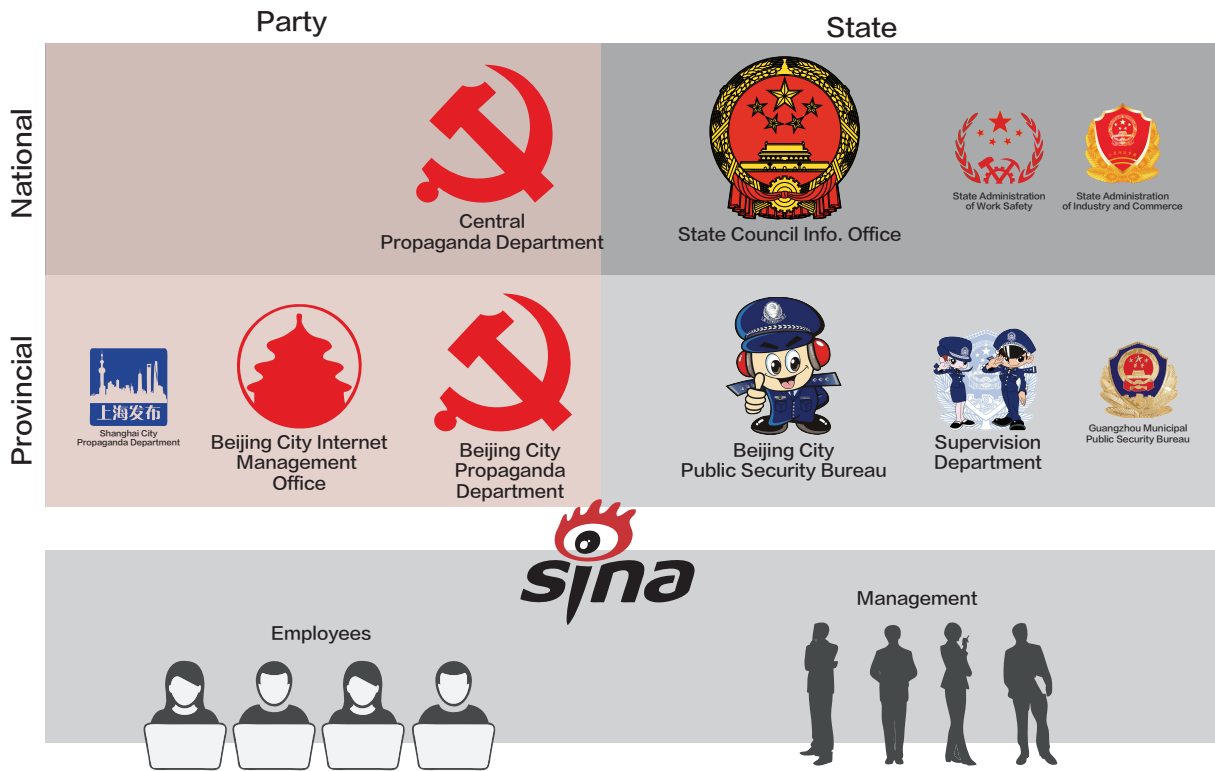 Party
State
National
Central
Propaganda Department
State Council Info. Office
State Administration
of Work Safety
State Administration
of Industry and Commerce
Provincial
上海发布
Shanghai City
Propaganda Department
Beijing City Internet
Management
Office
Beijing City
Propaganda
Department
Beijing City
Public Security Bureau
Supervision
Department
Guangzhou Municipal
Public Security Bureau
sina
Employees
Management